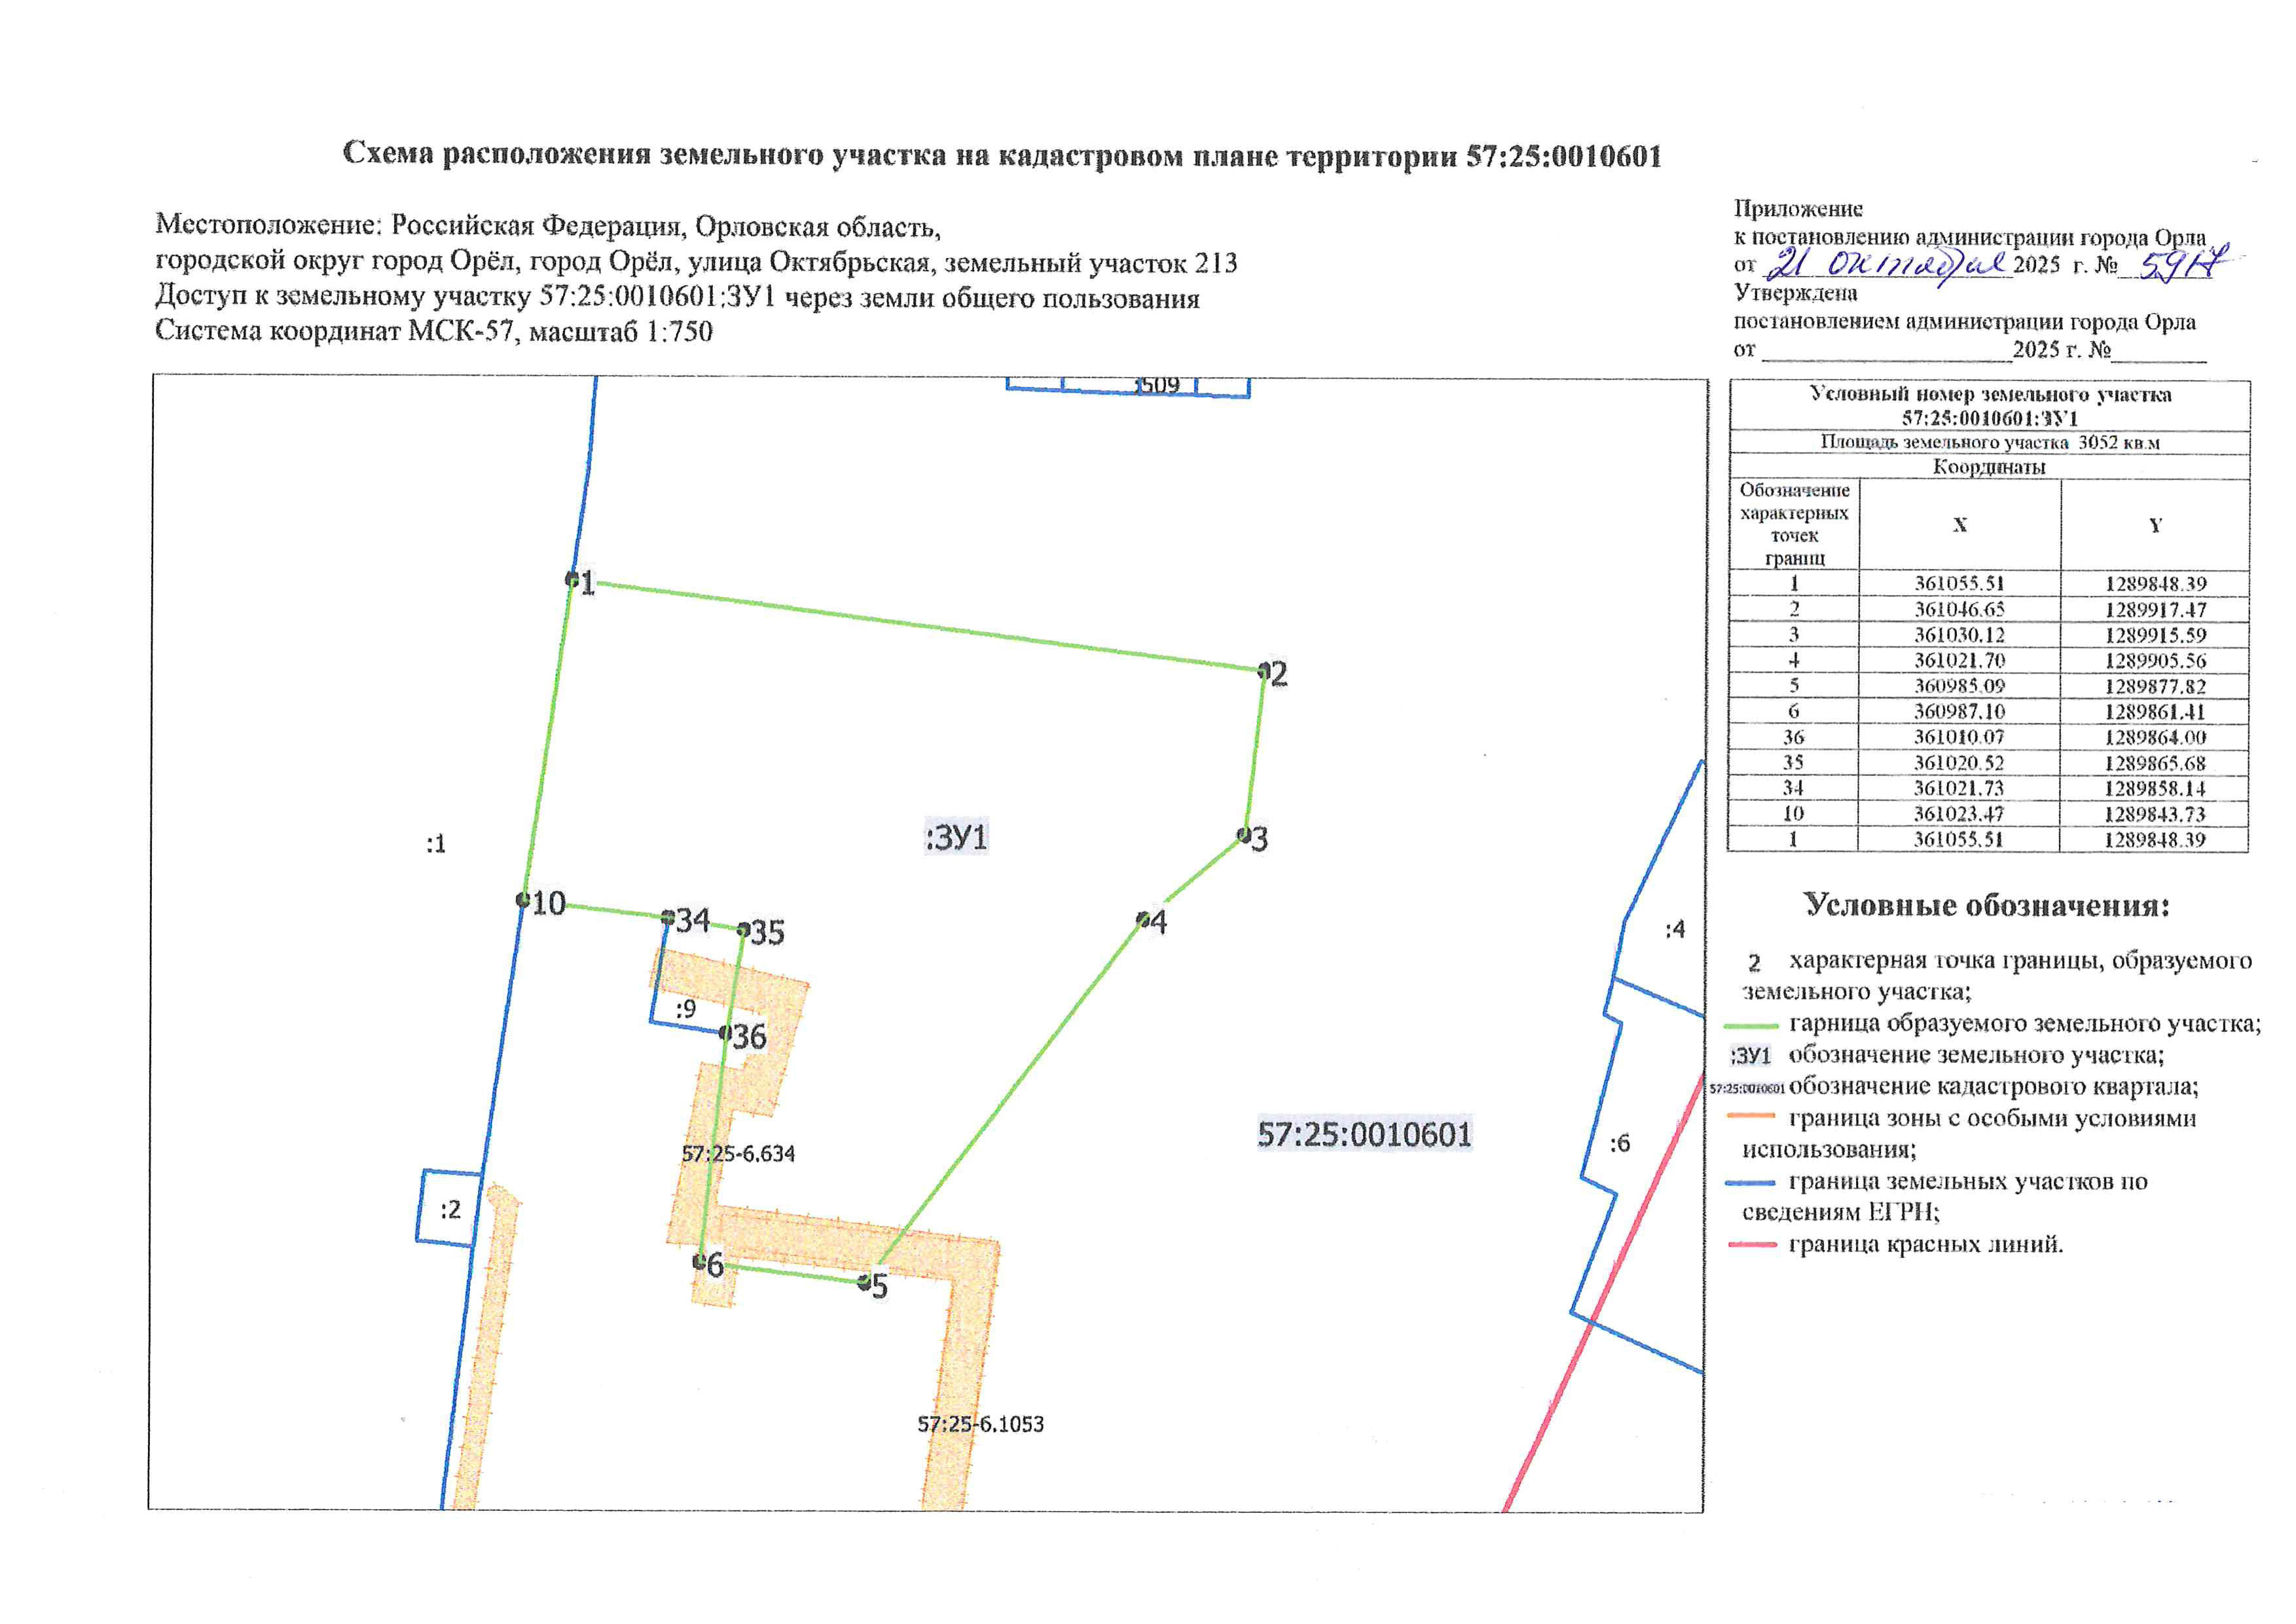 Схема расположения земельного участка на кадастровом плане территории 57:25:0010601
Местоположение: Российская Федерация, Орловская область,
городской округ город Орёл, город Орёл, улица Октябрьская, земельный участок 213
Доступ к земельному участку 57:25:0010601:ЗУ1 через земли общего пользования
Система координат МСК-57, масштаб 1:750
Приложение
к постановлению администрации города Орла
от 21 октября 2025 г. № 5917
Утверждена
постановлением администрации города Орла
от ____________________2025 г. №________
:509
1
2
3
:ЗУ1
:1
10
34
35
4
:4
:9
36
57:25:0010601
:6
57:25-6.634
:2
6
5
57:25-6.1053
Условный номер земельного участка
57:25:0010601:ЗУ1
Площадь земельного участка 3052 кв.м
Координаты
Обозначение
характерных
точек
границ
X Y
1 361055.51 1289848.39
2 361046.65 1289917.47
3 361030.12 1289915.59
4 361021.70 1289905.56
5 360985.09 1289877.82
6 360987.10 1289861.41
36 361010.07 1289864.00
35 361020.52 1289865.68
34 361021.73 1289858.14
10 361023.47 1289843.73
1 361055.51 1289848.39
Условные обозначения:
2 характерная точка границы, образуемого
земельного участка;
гарница образуемого земельного участка;
:ЗУ1 обозначение земельного участка;
57:25:0010601 обозначение кадастрового квартала;
граница зоны с особыми условиями
использования;
граница земельных участков по
сведениям ЕГРН;
граница красных линий.